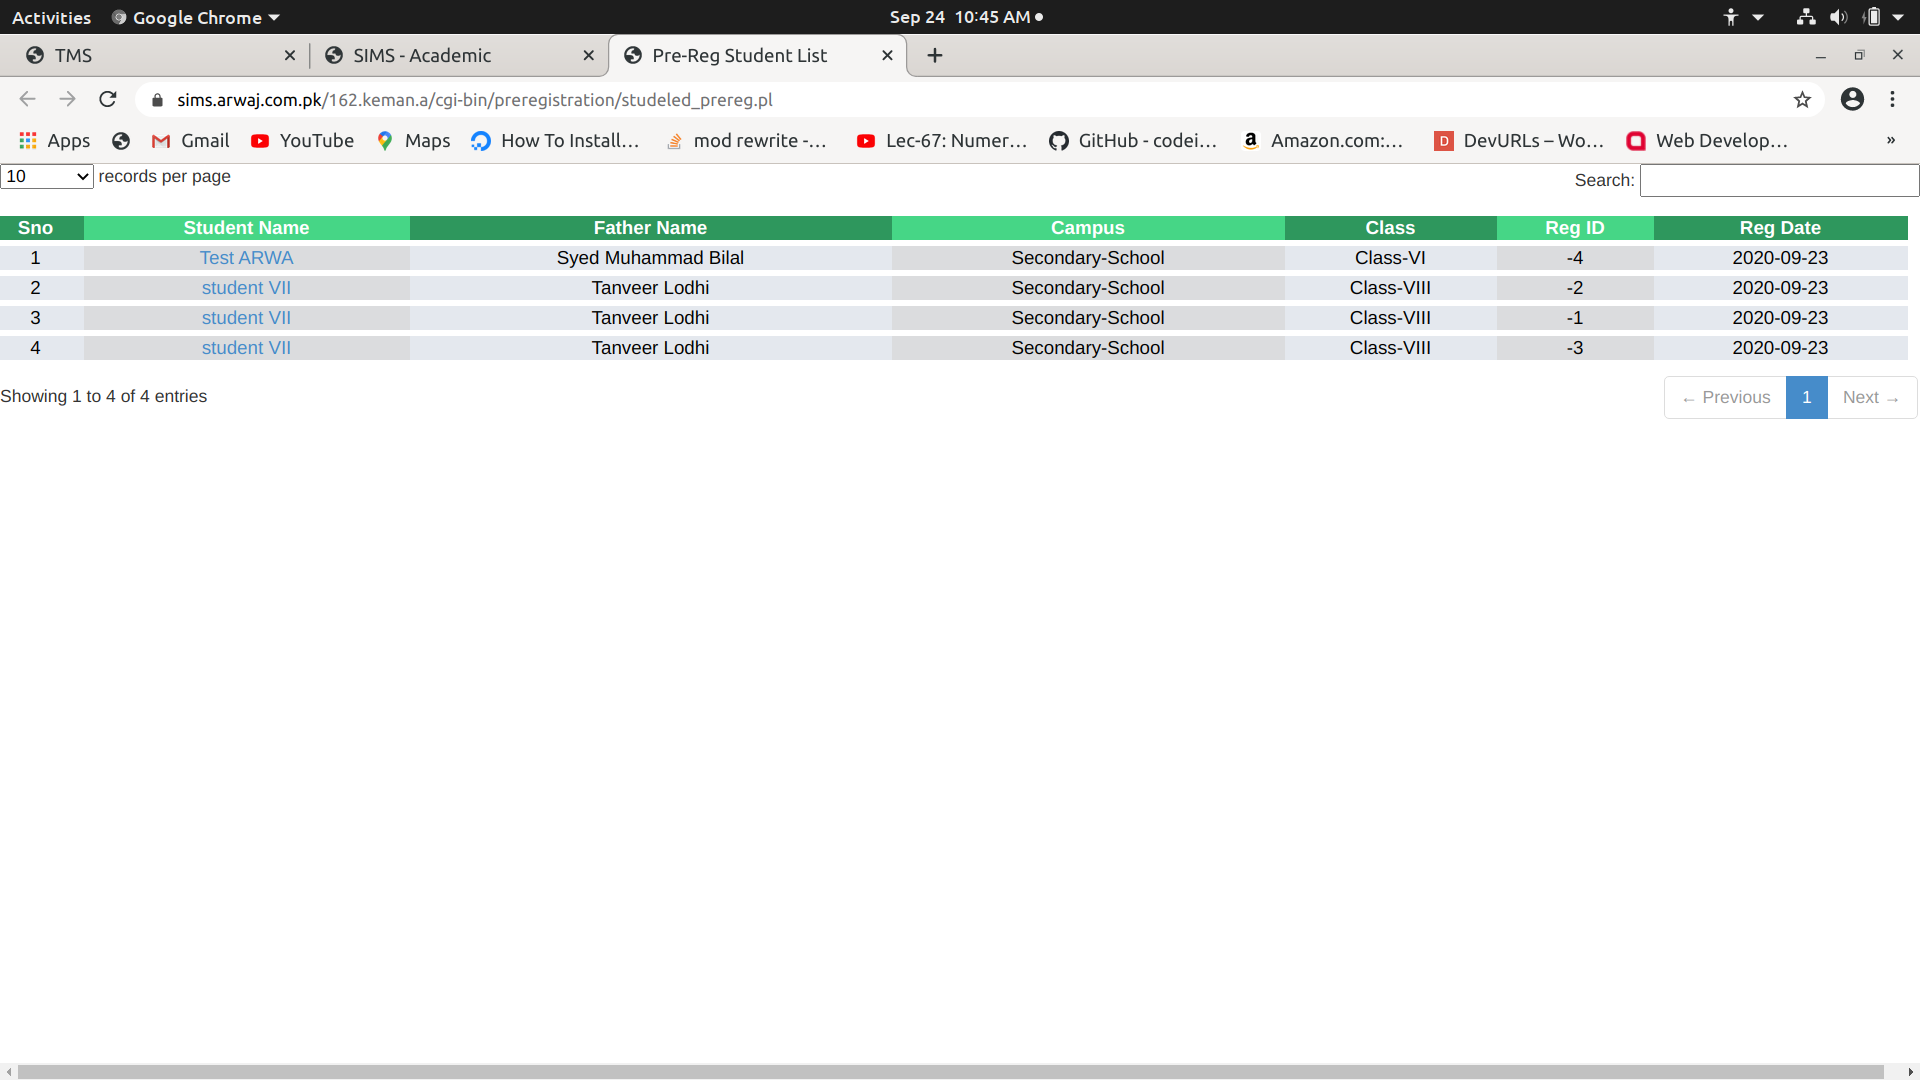 Activities Google Chrome Sep 24 10:45 AM
TMS SIMS - Academic Pre-Reg Student List
sims.arwaj.com.pk/162.keman.a/cgi-bin/preregistration/studeled_prereg.pl
Apps Gmail YouTube Maps How To Install... mod rewrite -... Lec-67: Numer... GitHub - codei... Amazon.com:... D DevURLs – Wo... Web Develop... »
10 records per page Search:
Sno Student Name Father Name Campus Class Reg ID Reg Date
1 Test ARWA Syed Muhammad Bilal Secondary-School Class-VI -4 2020-09-23
2 student VII Tanveer Lodhi Secondary-School Class-VIII -2 2020-09-23
3 student VII Tanveer Lodhi Secondary-School Class-VIII -1 2020-09-23
4 student VII Tanveer Lodhi Secondary-School Class-VIII -3 2020-09-23
Showing 1 to 4 of 4 entries ← Previous 1 Next →